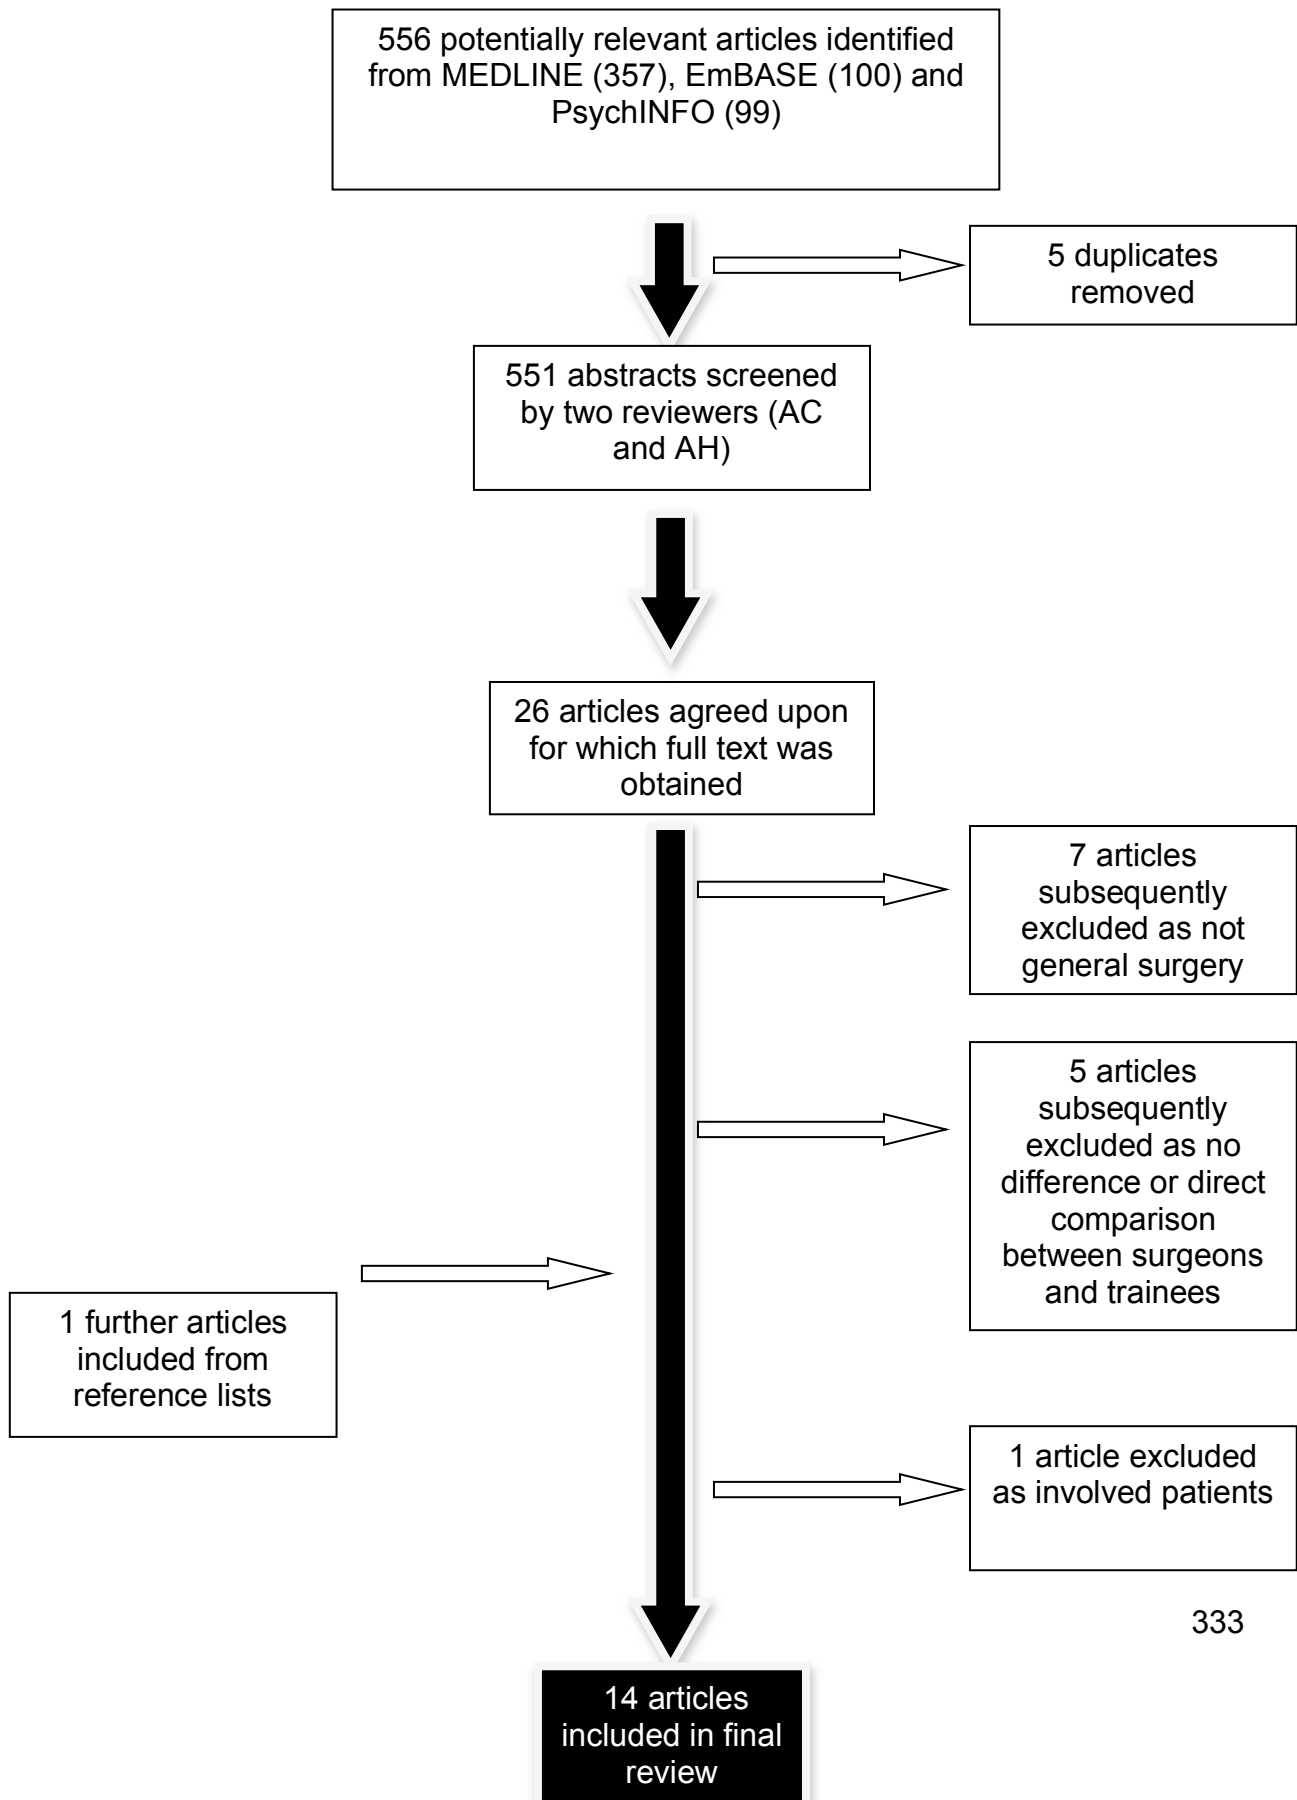 556 potentially relevant articles identified
from MEDLINE (357), EmBASE (100) and
PsychINFO (99)
5 duplicates
removed
551 abstracts screened
by two reviewers (AC
and AH)
26 articles agreed upon
for which full text was
obtained
7 articles
subsequently
excluded as not
general surgery
5 articles
subsequently
excluded as no
difference or direct
comparison
between surgeons
and trainees
1 further articles
included from
reference lists
1 article excluded
as involved patients
333
14 articles
included in final
review